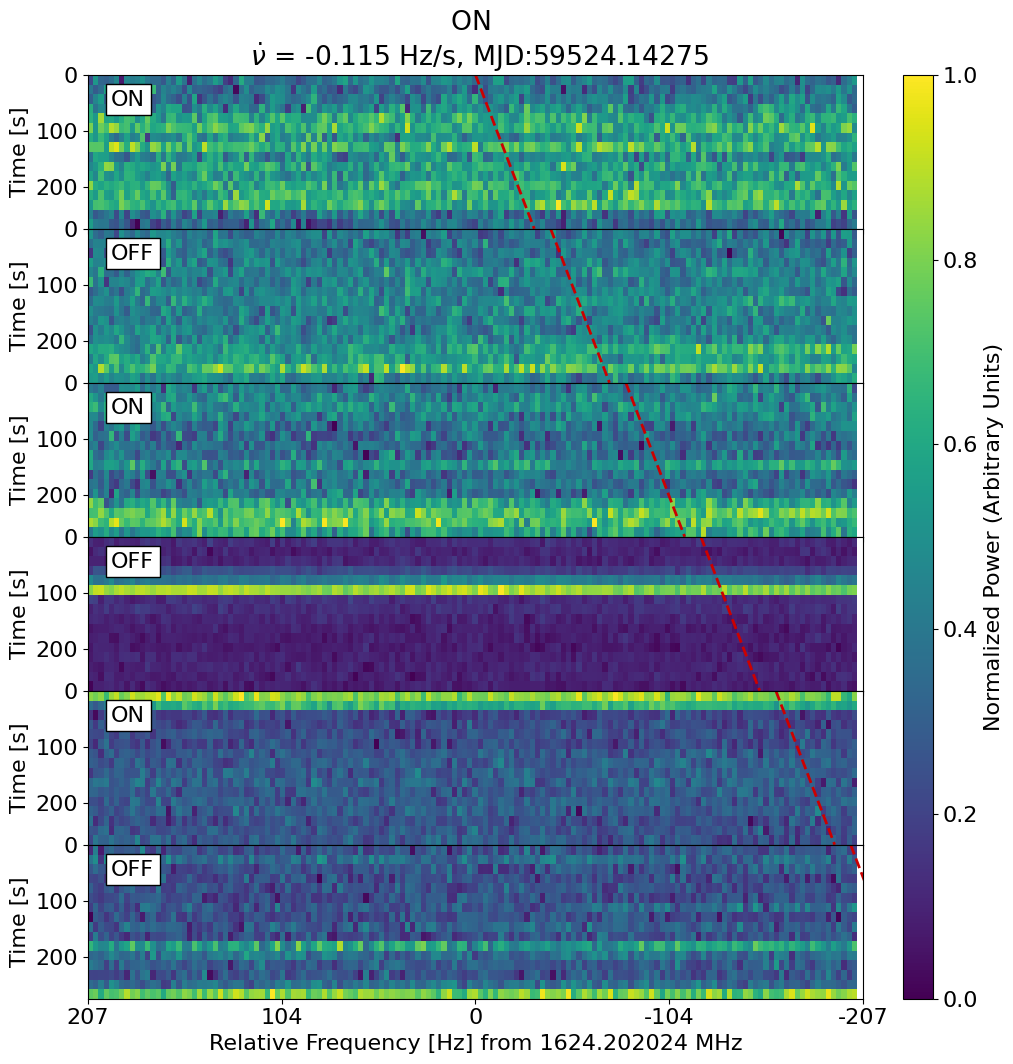 ON
ν̇ = -0.115 Hz/s, MJD:59524.14275
0
ON
100
200
Time [s]
0
OFF
100
200
Time [s]
0
ON
100
200
Time [s]
0
OFF
100
200
Time [s]
0
ON
100
200
Time [s]
0
OFF
100
200
Time [s]
207 104 0 -104 -207
Relative Frequency [Hz] from 1624.202024 MHz
1.0
0.8
0.6
0.4
0.2
0.0
Normalized Power (Arbitrary Units)